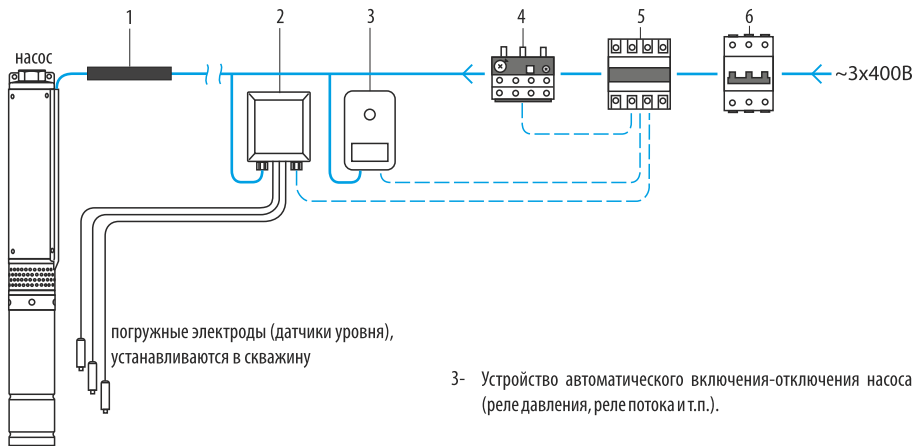 1
2
3
4
5
6
насос
~3x400В
погружные электроды (датчики уровня),
устанавливаются в скважину
3- Устройство автоматического включения-отключения насоса
(реле давления, реле потока и т.п.).